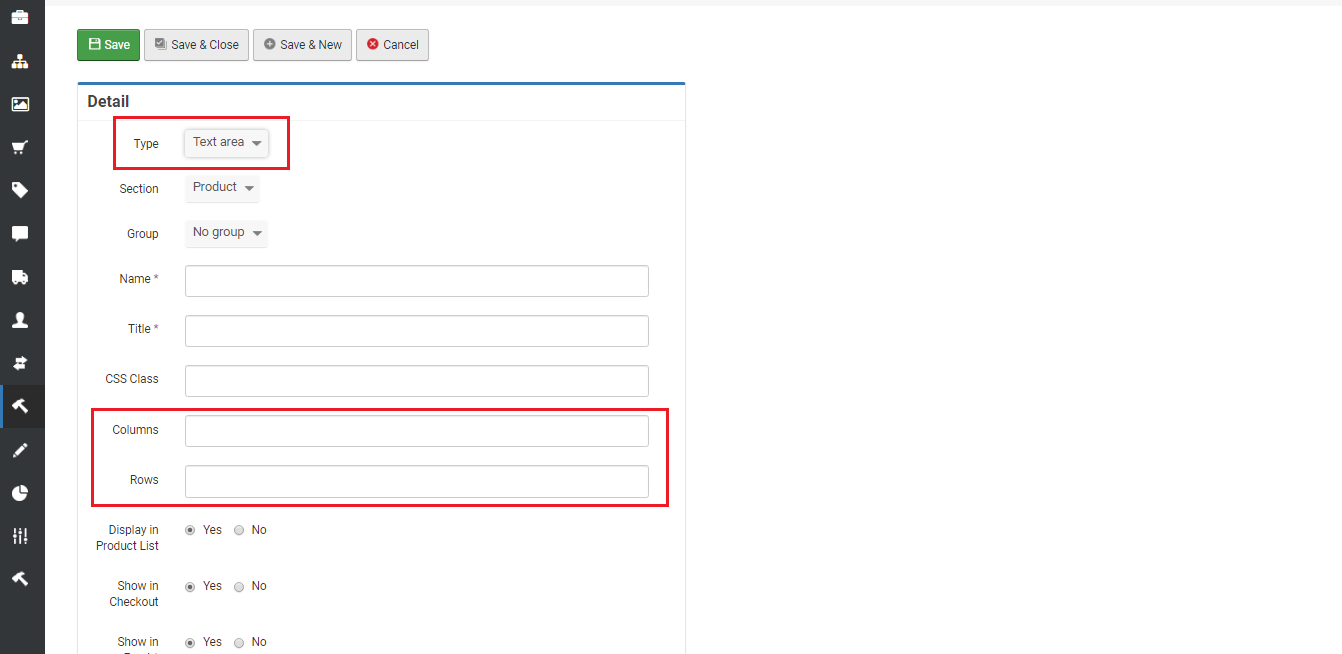 Save Save & Close Save & New Cancel
Detail
Type Text area
Section Product
Group No group
Name *
Title *
CSS Class
Columns
Rows
Display in Yes No
Product List
Show in Yes No
Checkout
Show in Yes No